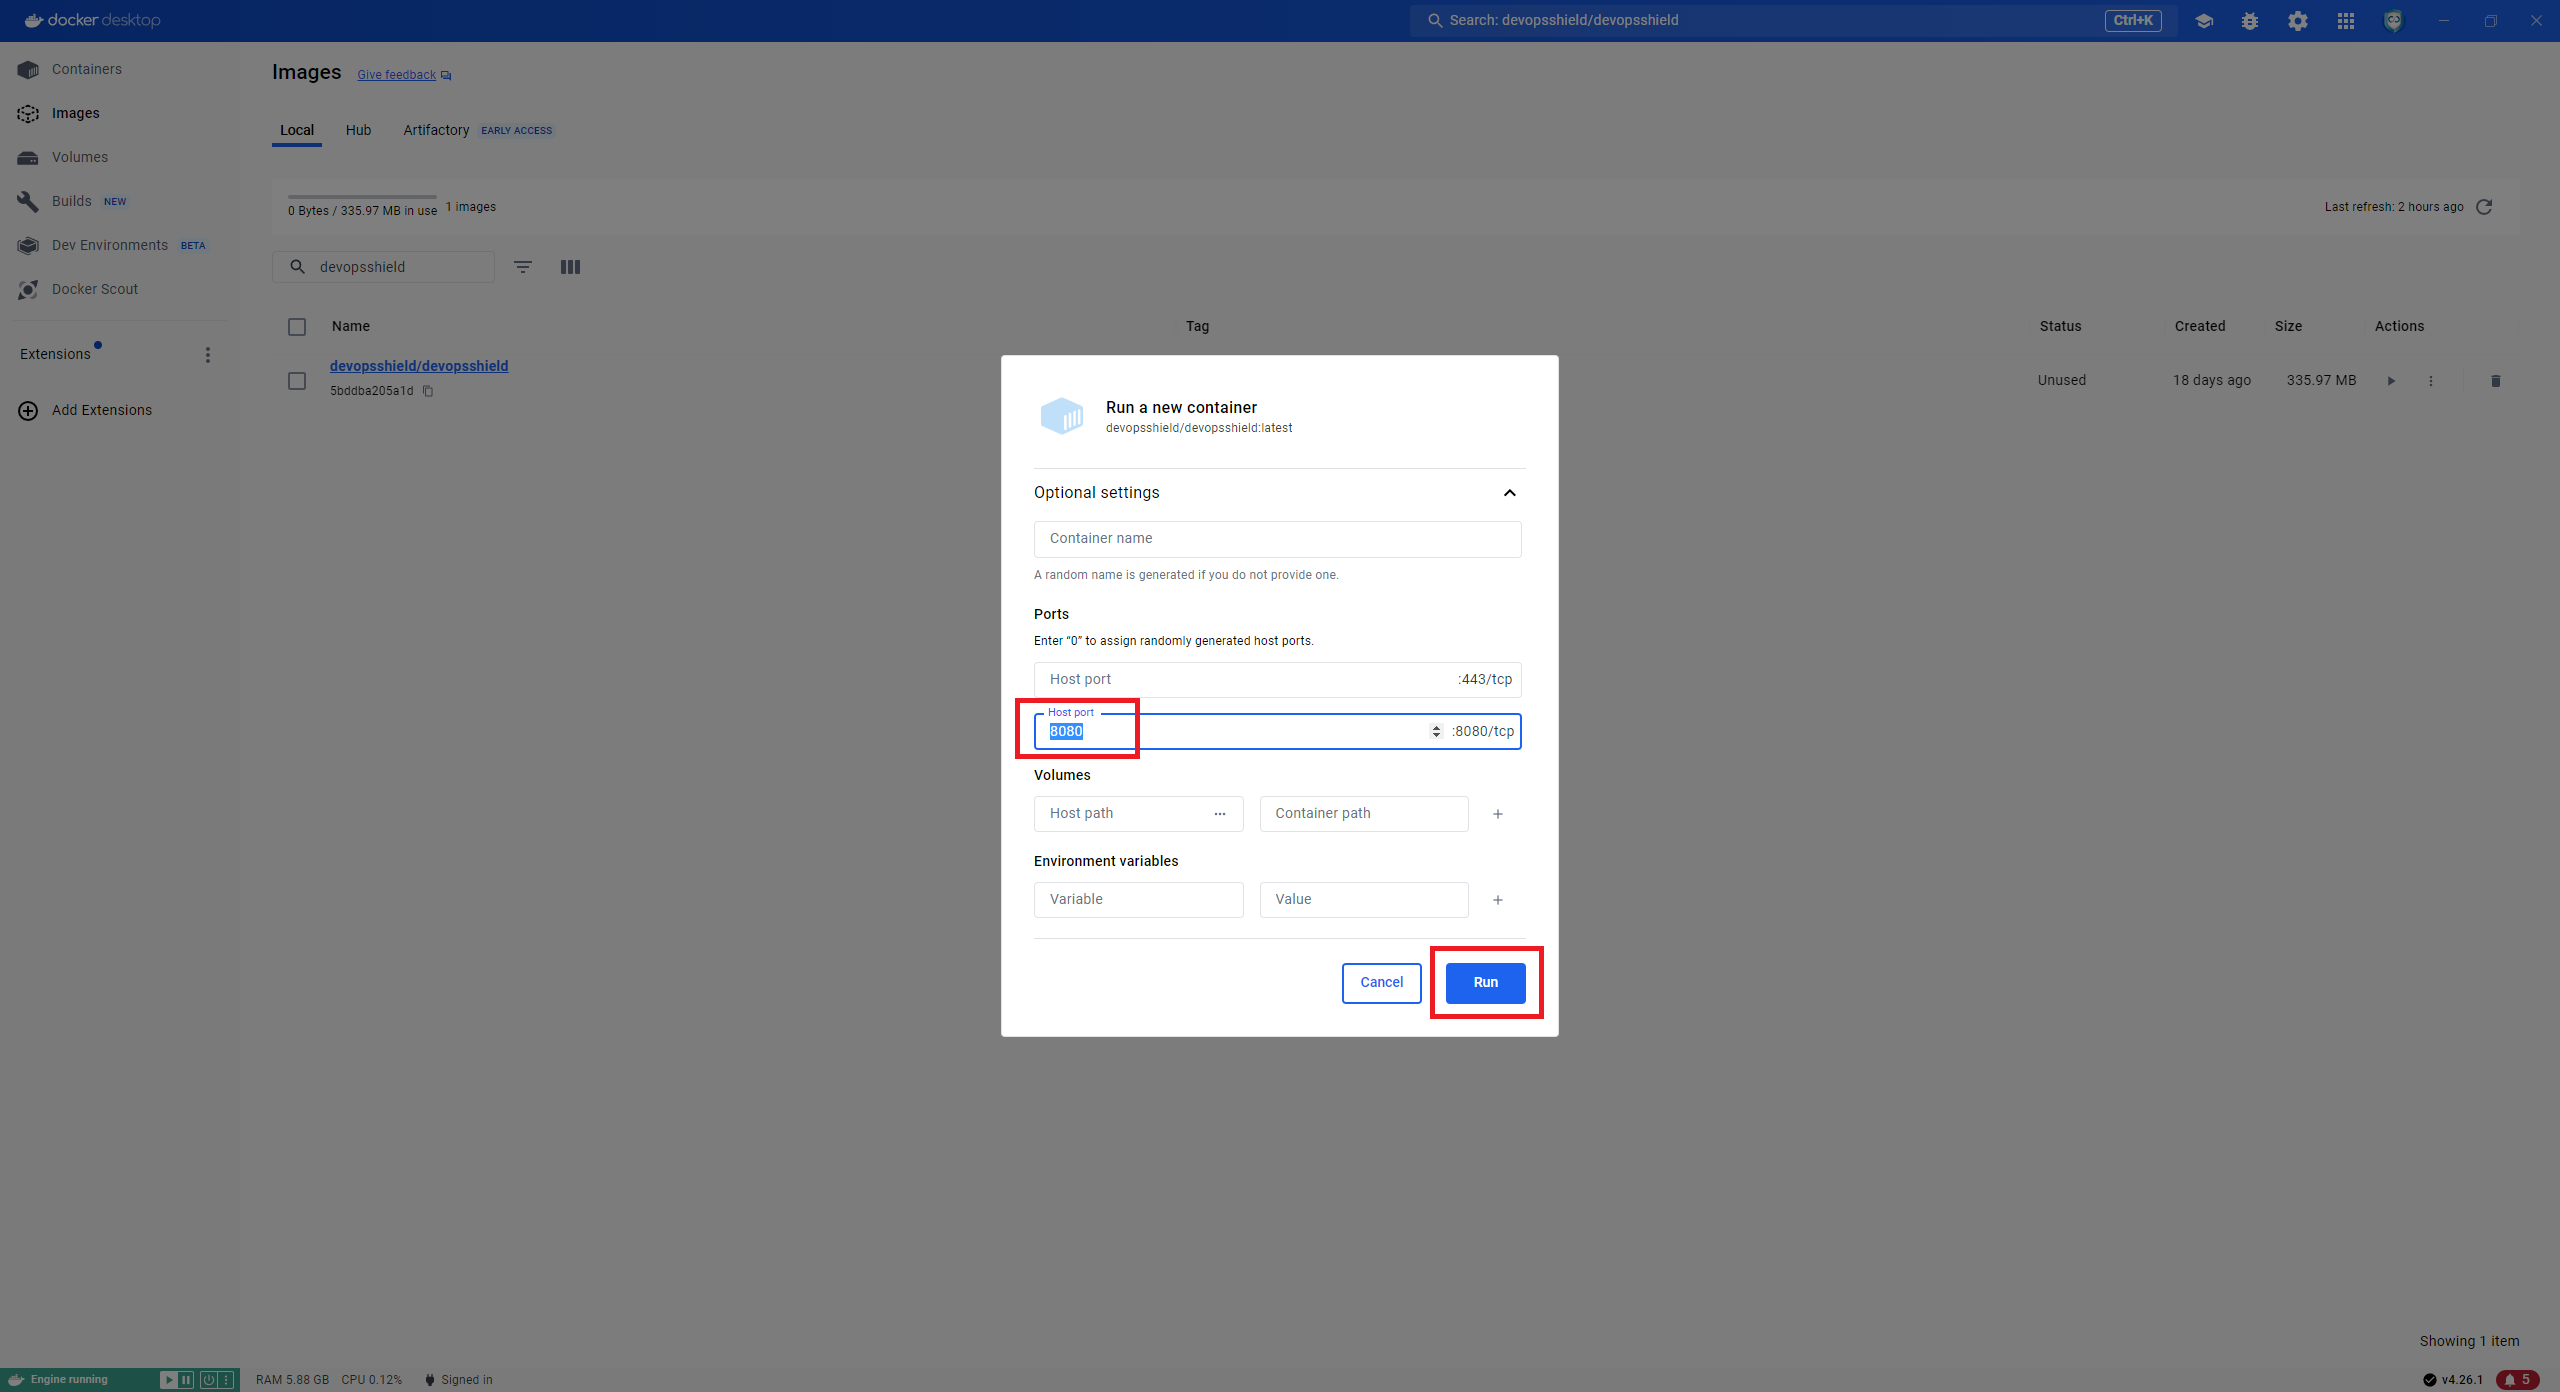 docker desktop
Search: devopsshield/devopsshield
Ctrl+K
Containers
Images
Volumes
Builds NEW
Dev Environments BETA
Docker Scout
Extensions
Add Extensions
Images Give feedback
Local Hub Artifactory EARLY ACCESS
0 Bytes / 335.97 MB in use 1 images
Last refresh: 2 hours ago
devopsshield
Name Tag Status Created Size Actions
devopsshield/devopsshield
5bddba205a1d
Unused 18 days ago 335.97 MB
Run a new container
devopsshield/devopsshield:latest
Optional settings
Container name
A random name is generated if you do not provide one.
Ports
Enter “0” to assign randomly generated host ports.
Host port :443/tcp
Host port
8080 :8080/tcp
Volumes
Host path ··· Container path +
Environment variables
Variable Value +
Cancel Run
Showing 1 item
Engine running RAM 5.88 GB CPU 0.12% Signed in v4.26.1 5